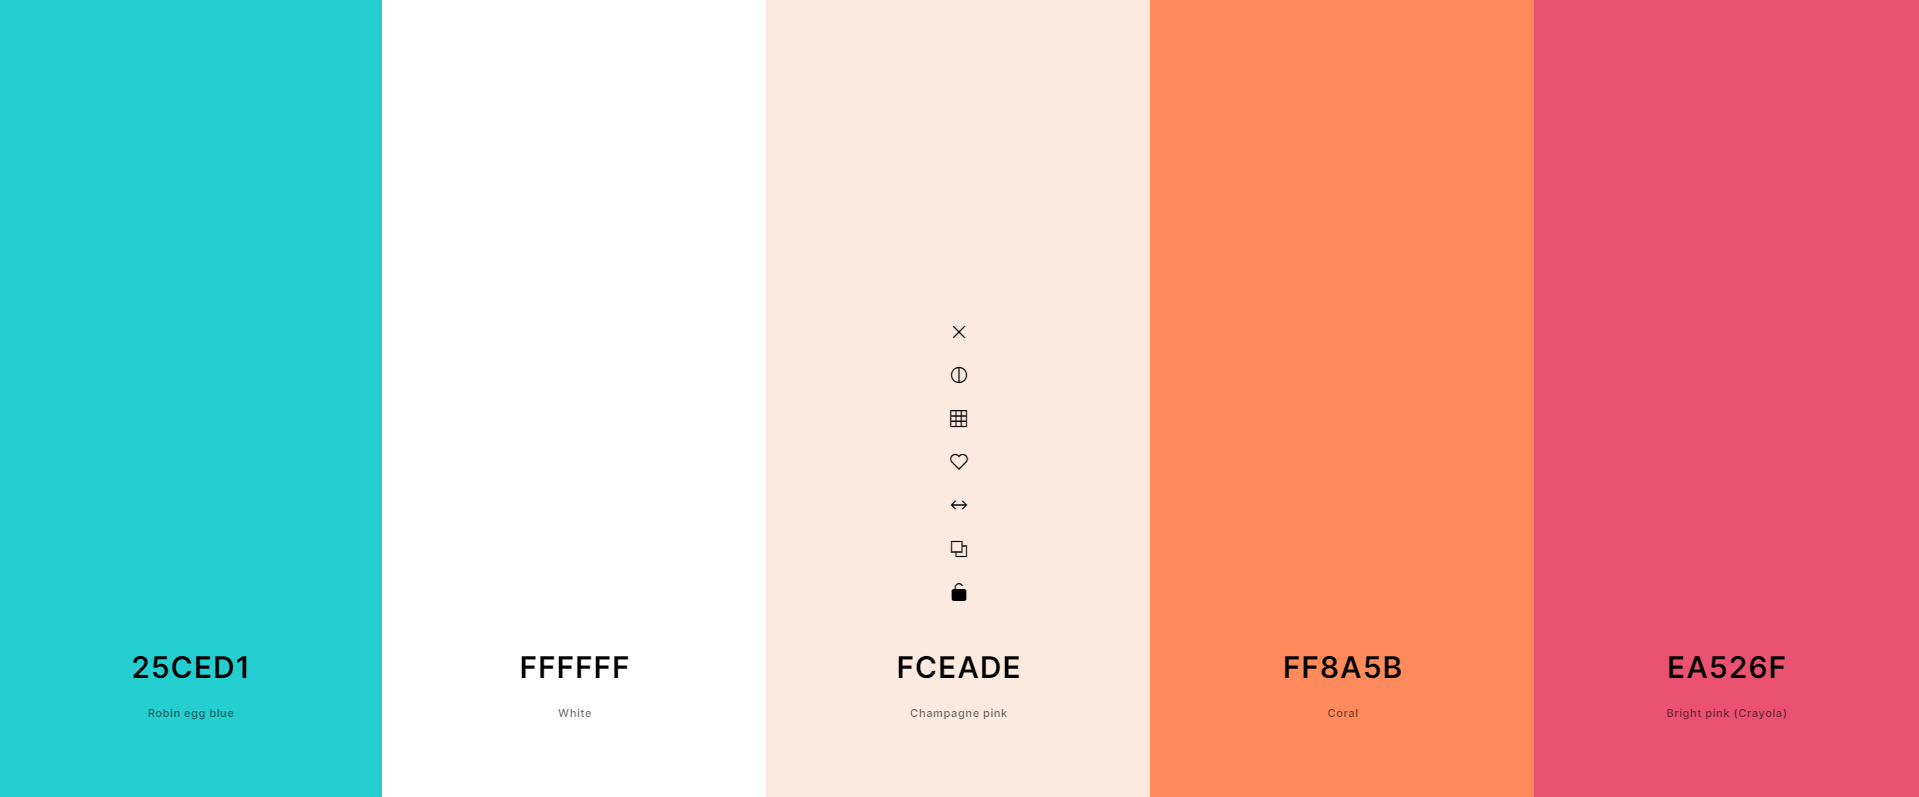 25CED1
Robin egg blue
FFFFFF
White
FCEADE
Champagne pink
FF8A5B
Coral
EA526F
Bright pink (Crayola)